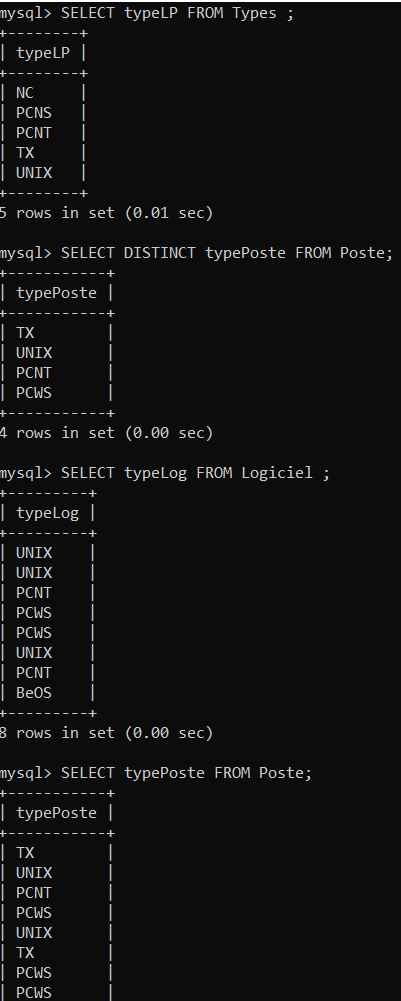 mysql> SELECT typeLP FROM Types ;
+--------+
| typeLP |
+--------+
| NC     |
| PCNS   |
| PCNT   |
| TX     |
| UNIX   |
+--------+
5 rows in set (0.01 sec)

mysql> SELECT DISTINCT typePoste FROM Poste;
+-----------+
| typePoste |
+-----------+
| TX        |
| UNIX      |
| PCNT      |
| PCWS      |
+-----------+
4 rows in set (0.00 sec)

mysql> SELECT typeLog FROM Logiciel ;
+---------+
| typeLog |
+---------+
| UNIX    |
| UNIX    |
| PCNT    |
| PCWS    |
| PCWS    |
| UNIX    |
| PCNT    |
| BeOS    |
+---------+
8 rows in set (0.00 sec)

mysql> SELECT typePoste FROM Poste;
+-----------+
| typePoste |
+-----------+
| TX        |
| UNIX      |
| PCNT      |
| PCWS      |
| UNIX      |
| TX        |
| PCWS      |
| PCWS      |